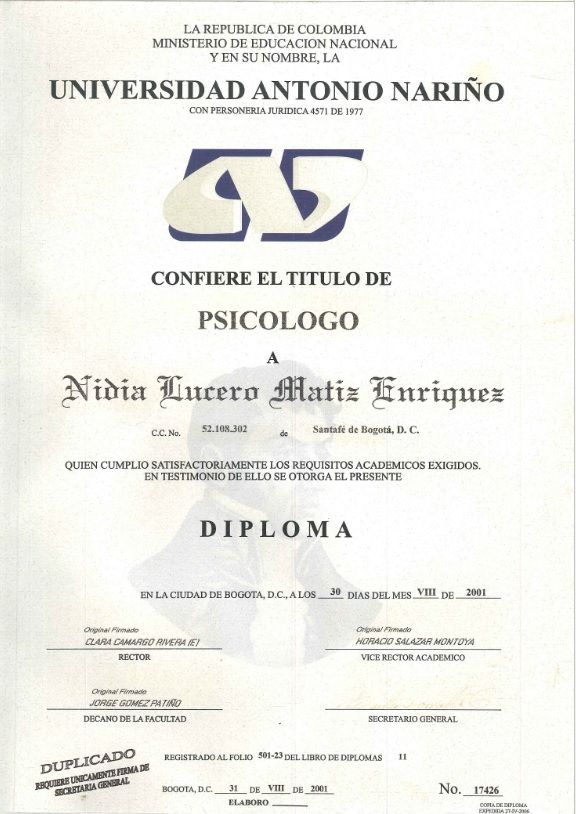 LA REPUBLICA DE COLOMBIA
MINISTERIO DE EDUCACION NACIONAL
Y EN SU NOMBRE, LA
UNIVERSIDAD ANTONIO NARIÑO
CON PERSONERIA JURIDICA 4571 DE 1977
CONFIERE EL TITULO DE
PSICOLOGO
A
Nidia Lucero Matiz Enriquez
C.C. No. 52.108.302 de Santafé de Bogotá, D. C.
QUIEN CUMPLIO SATISFACTORIAMENTE LOS REQUISITOS ACADEMICOS EXIGIDOS.
EN TESTIMONIO DE ELLO SE OTORGA EL PRESENTE
DIPLOMA
EN LA CIUDAD DE BOGOTA, D.C., A LOS 30 DIAS DEL MES VIII DE 2001
Original Firmado Original Firmado
CLARA CAMARGO RIVERA (E) HORACIO SALAZAR MONTOYA
RECTOR VICE RECTOR ACADEMICO
Original Firmado
JORGE GOMEZ PATIÑO
DECANO DE LA FACULTAD SECRETARIO GENERAL
DUPLICADO
REQUIERE UNICAMENTE FIRMA DE
SECRETARIA GENERAL
REGISTRADO AL FOLIO 501-23 DEL LIBRO DE DIPLOMAS 11
BOGOTA, D.C. 31 DE VIII DE 2001
ELABORO
No. 17426
COPIA DE DIPLOMA
EXPEDIDA 27-IV-2006